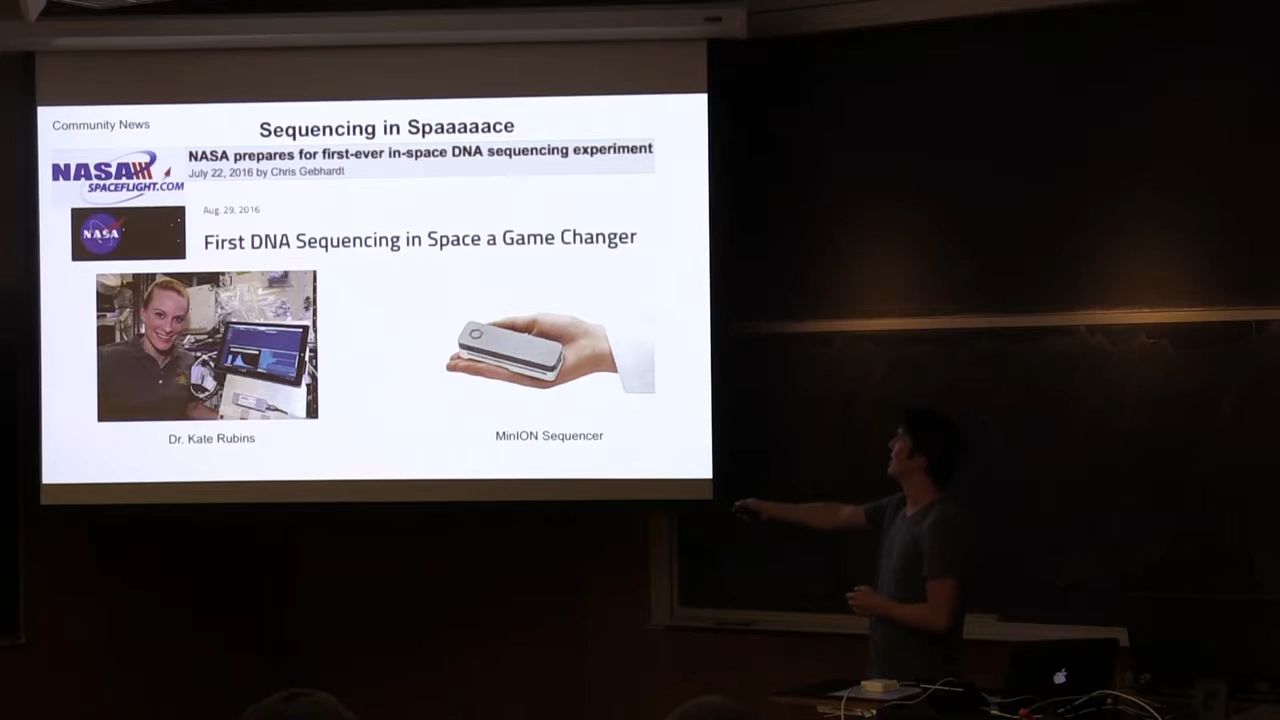 Community News
Sequencing in Spaaaaace
NASA
SPACEFLIGHT.COM
NASA prepares for first-ever in-space DNA sequencing experiment
July 22, 2016 by Chris Gebhardt
NASA
Aug. 29, 2016
First DNA Sequencing in Space a Game Changer
Dr. Kate Rubins
MinION Sequencer